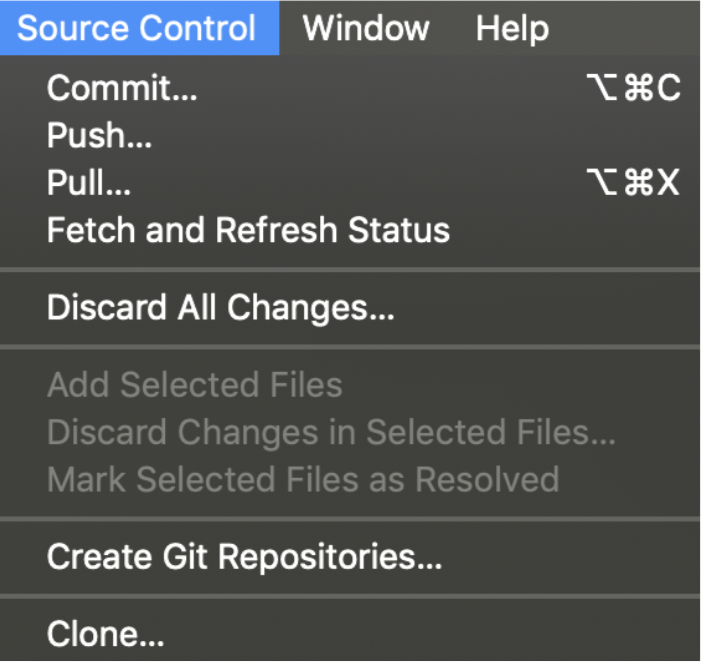 Source Control Window Help
Commit... ⌥⌘C
Push...
Pull... ⌥⌘X
Fetch and Refresh Status
Discard All Changes...
Add Selected Files
Discard Changes in Selected Files...
Mark Selected Files as Resolved
Create Git Repositories...
Clone...